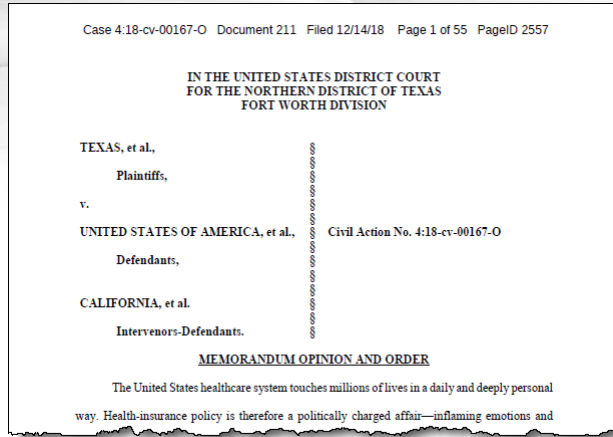 Case 4:18-cv-00167-O Document 211 Filed 12/14/18 Page 1 of 55 PageID 2557
IN THE UNITED STATES DISTRICT COURT
FOR THE NORTHERN DISTRICT OF TEXAS
FORT WORTH DIVISION
TEXAS, et al., §
§
Plaintiffs, §
§
v. §
§
UNITED STATES OF AMERICA, et al., § Civil Action No. 4:18-cv-00167-O
§
Defendants, §
§
§
CALIFORNIA, et al. §
§
Intervenors-Defendants. §
MEMORANDUM OPINION AND ORDER
The United States healthcare system touches millions of lives in a daily and deeply personal
way. Health-insurance policy is therefore a politically charged affair—inflaming emotions and